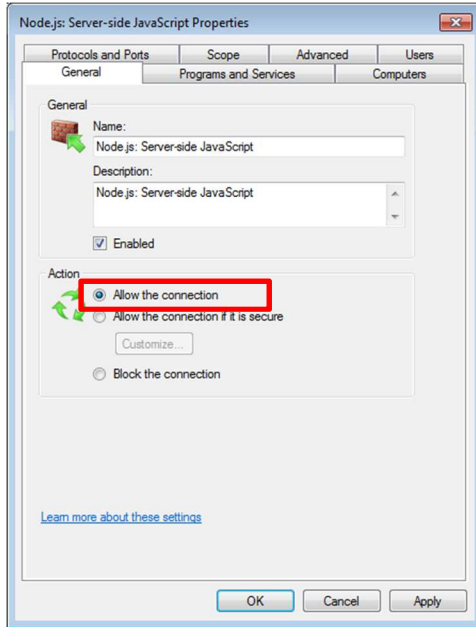 Node.js: Server-side JavaScript Properties
Protocols and Ports Scope Advanced Users
General Programs and Services Computers
General
Name:
Node.js: Server-side JavaScript
Description:
Node.js: Server-side JavaScript
Enabled
Action
Allow the connection
Allow the connection if it is secure
Customize...
Block the connection
Learn more about these settings
OK Cancel Apply